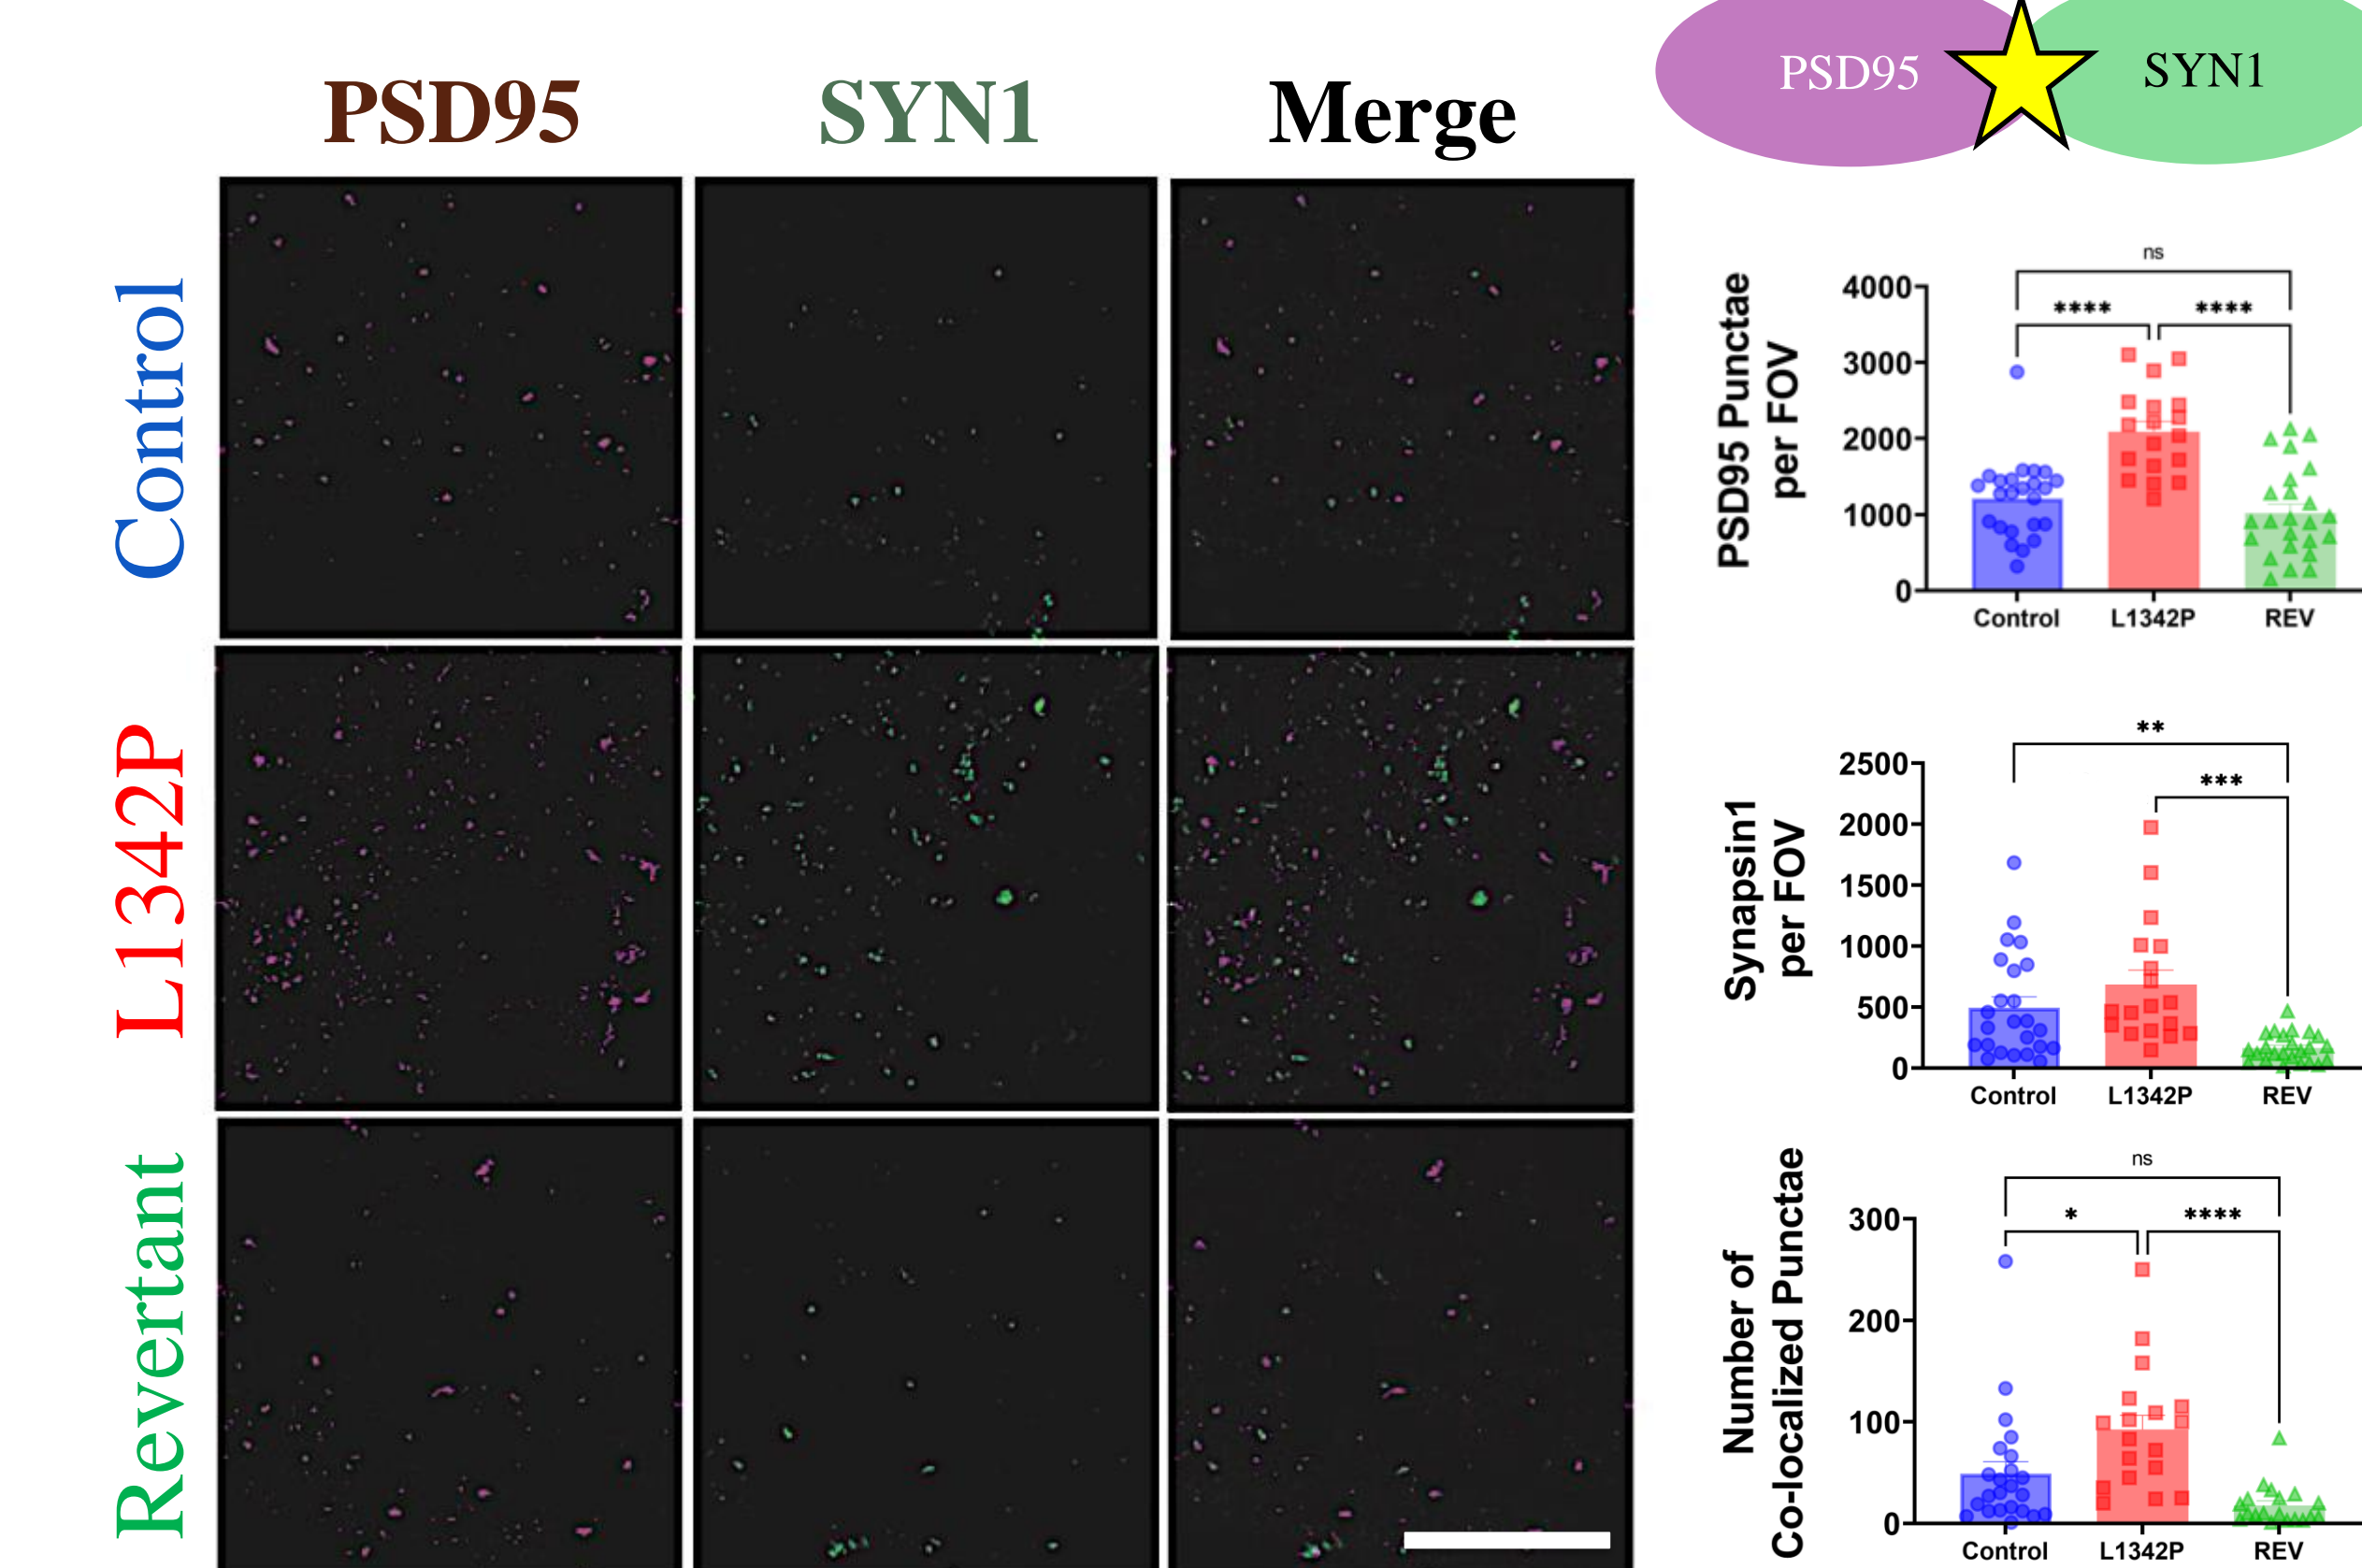 PSD95
SYN1
Merge
PSD95
SYN1
Control
L1342P
Revertant
PSD95 Punctae
per FOV
ns
****
****
4000
3000
2000
1000
0
Control
L1342P
REV
Synapsin1
per FOV
**
***
2500
2000
1500
1000
500
0
Control
L1342P
REV
Number of
Co-localized Punctae
ns
*
****
300
200
100
0
Control
L1342P
REV